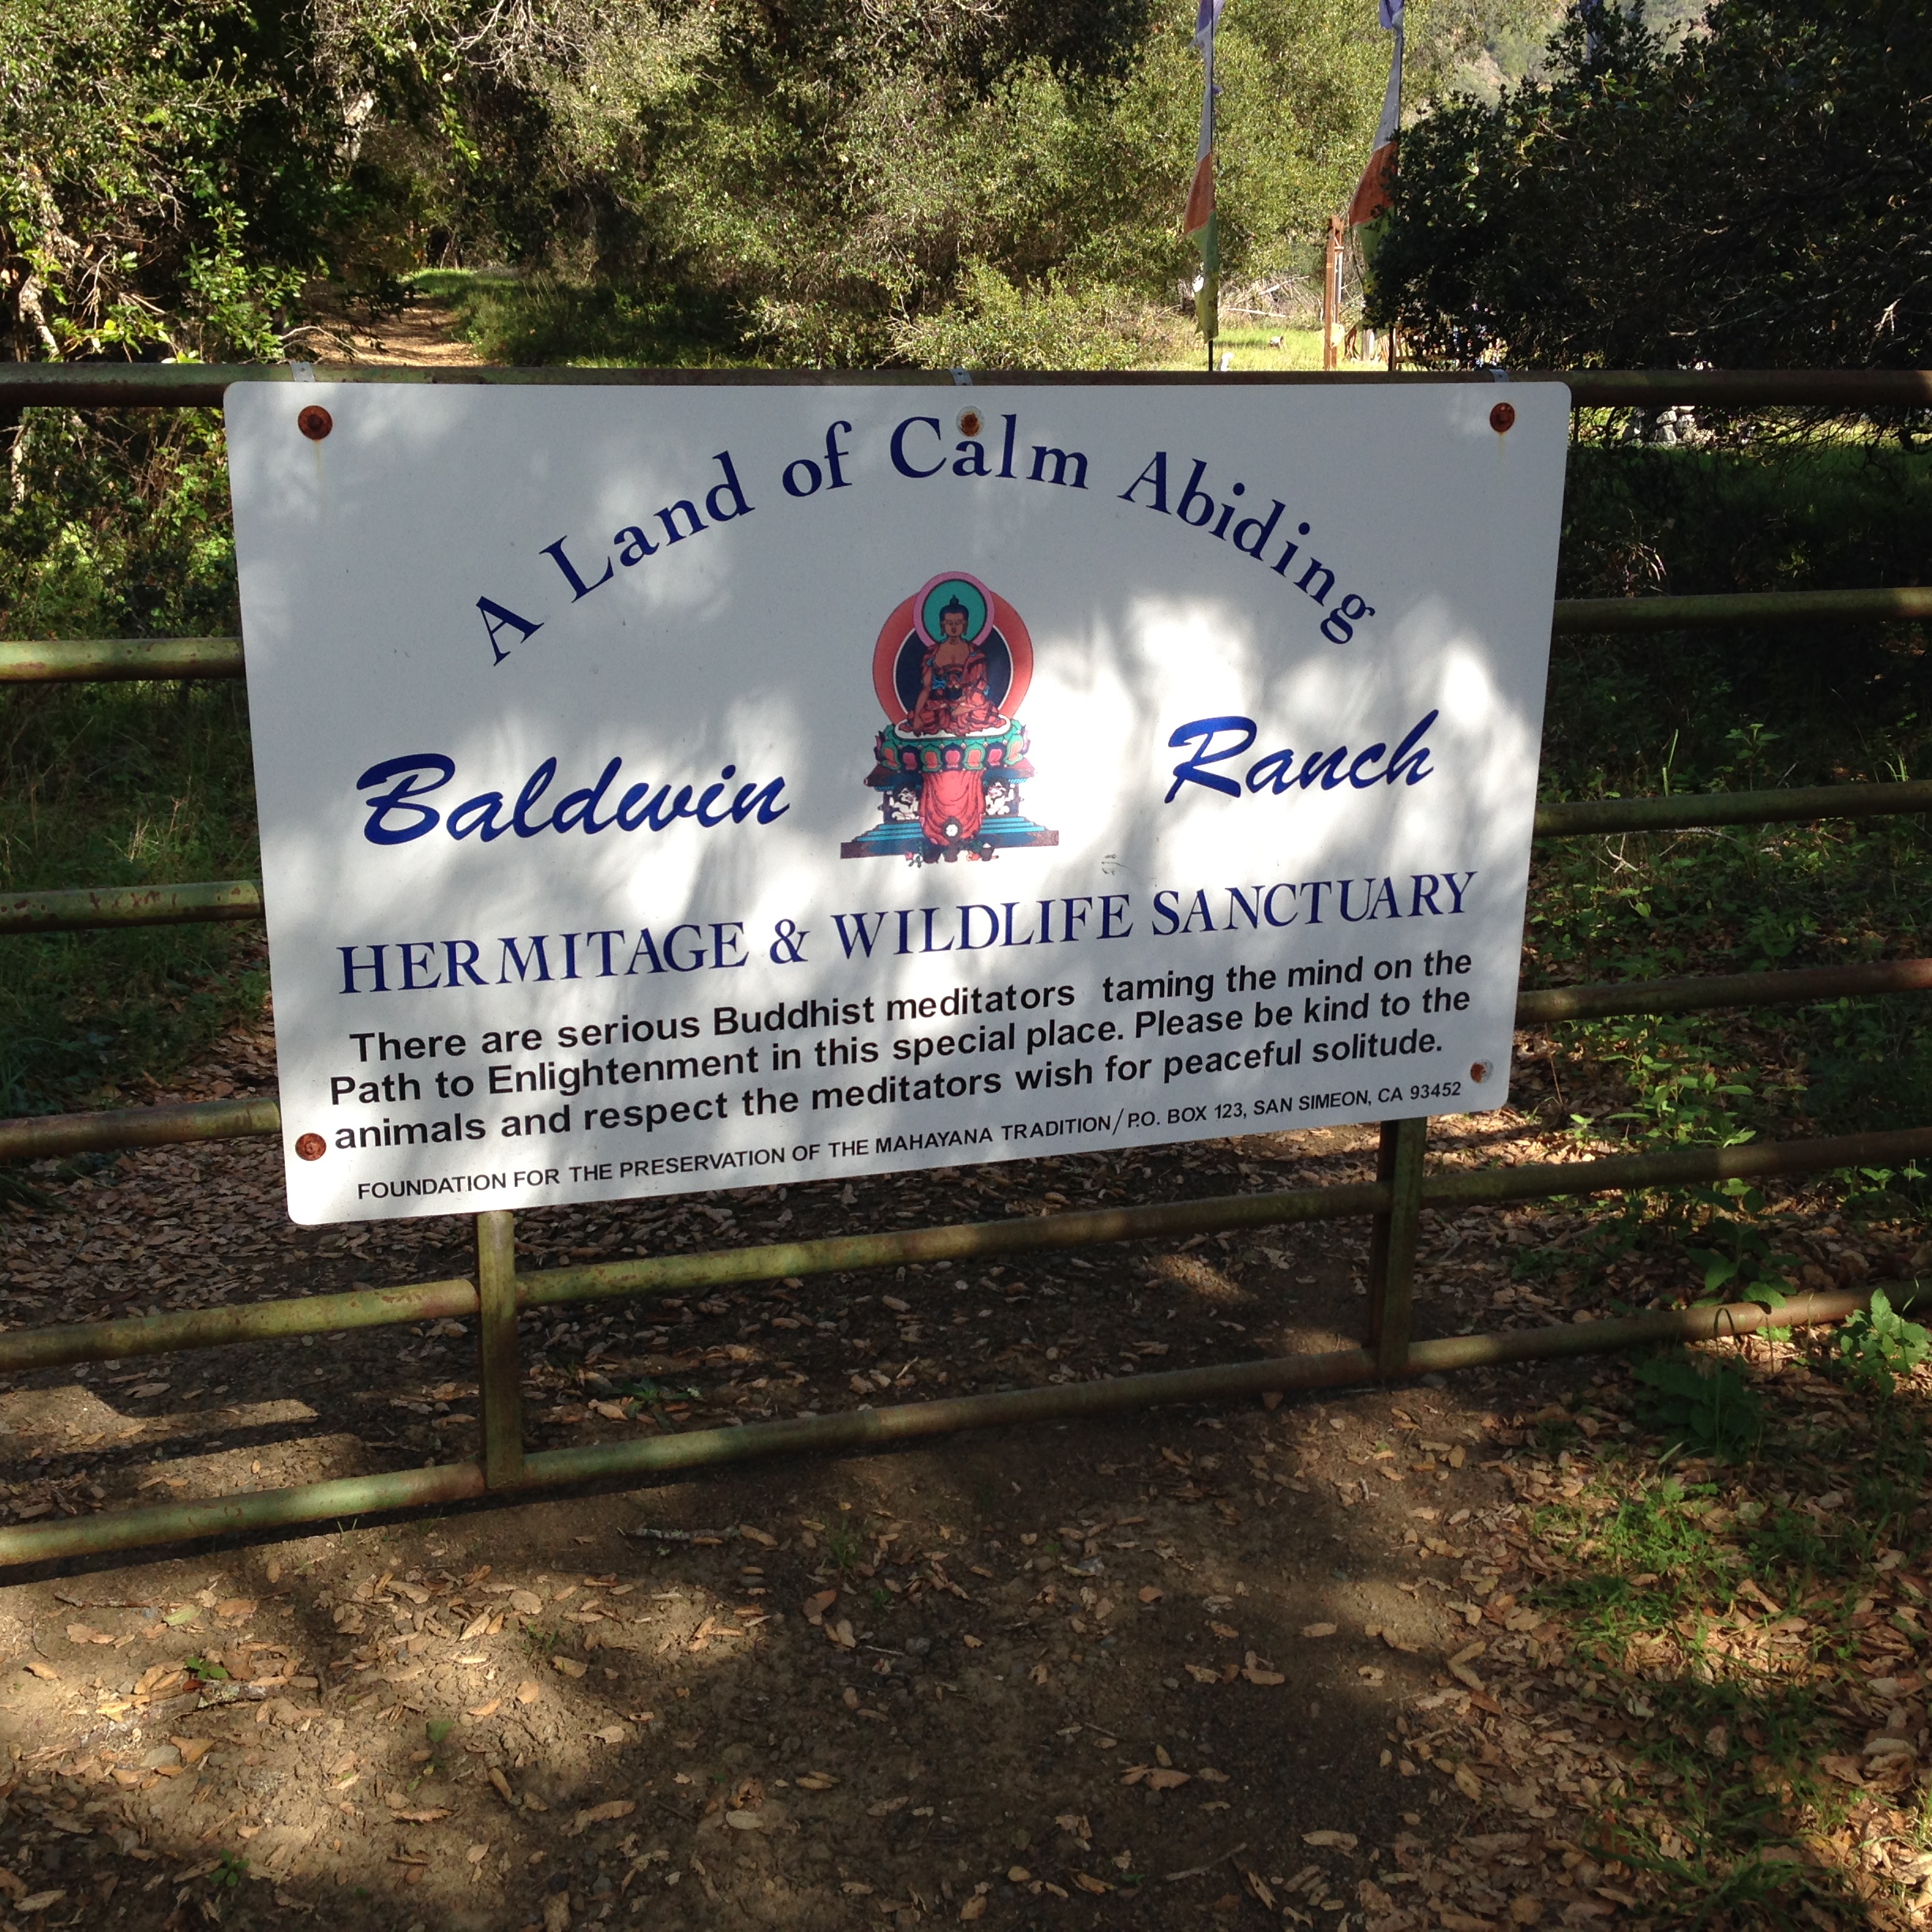 A Land of Calm Abiding
Baldwin Ranch
HERMITAGE & WILDLIFE SANCTUARY
There are serious Buddhist meditators taming the mind on the
Path to Enlightenment in this special place. Please be kind to the
animals and respect the meditators wish for peaceful solitude.
FOUNDATION FOR THE PRESERVATION OF THE MAHAYANA TRADITION/P.O. BOX 123, SAN SIMEON, CA 93452